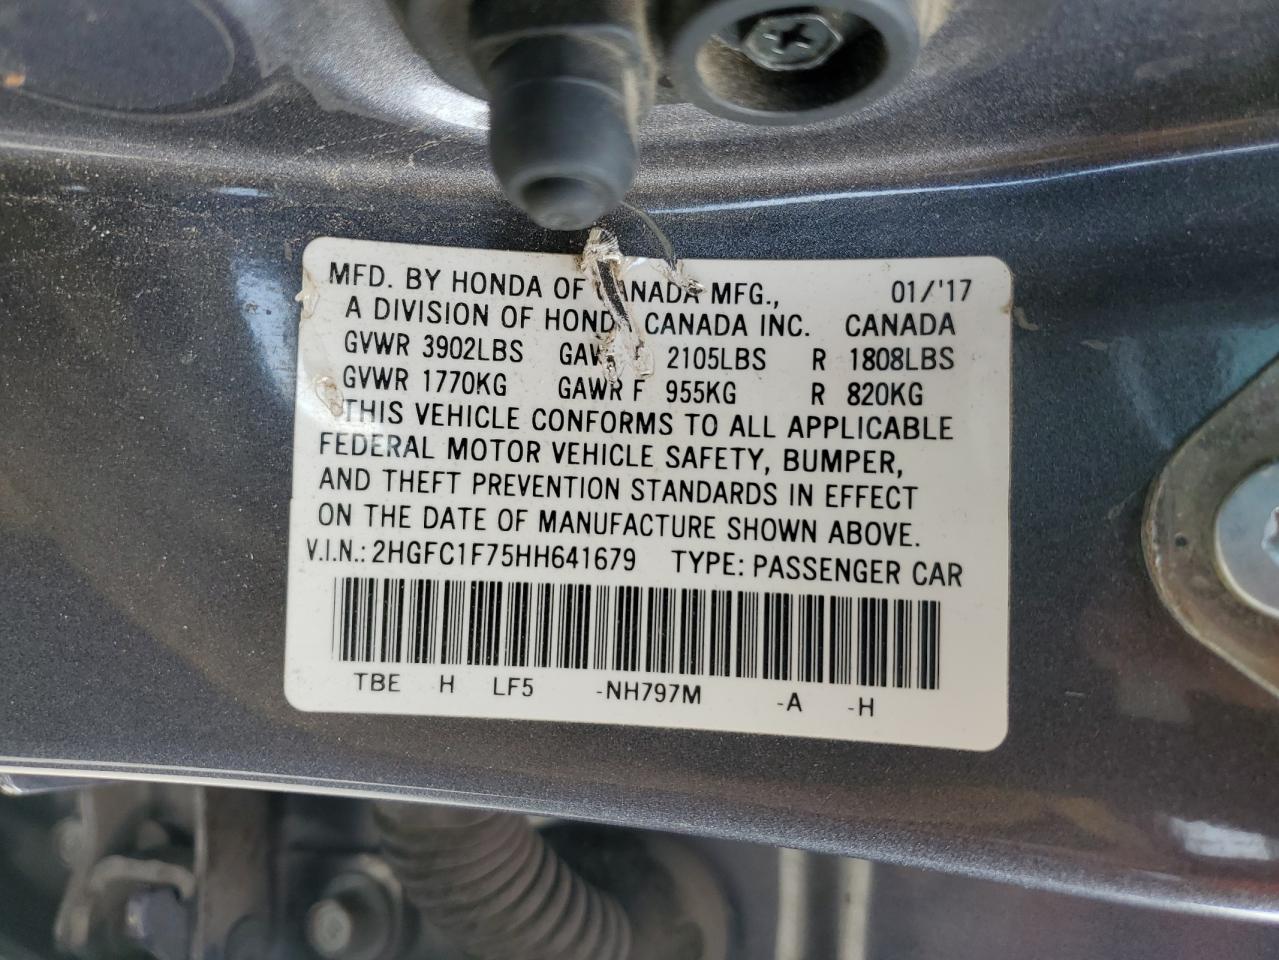 MFD. BY HONDA OF CANADA MFG., 01/'17
A DIVISION OF HONDA CANADA INC. CANADA
GVWR 3902LBS GAWR F 2105LBS R 1808LBS
GVWR 1770KG GAWR F 955KG R 820KG
THIS VEHICLE CONFORMS TO ALL APPLICABLE
FEDERAL MOTOR VEHICLE SAFETY, BUMPER,
AND THEFT PREVENTION STANDARDS IN EFFECT
ON THE DATE OF MANUFACTURE SHOWN ABOVE.
V.I.N.: 2HGFC1F75HH641679 TYPE: PASSENGER CAR
TBE H LF5 -NH797M -A -H